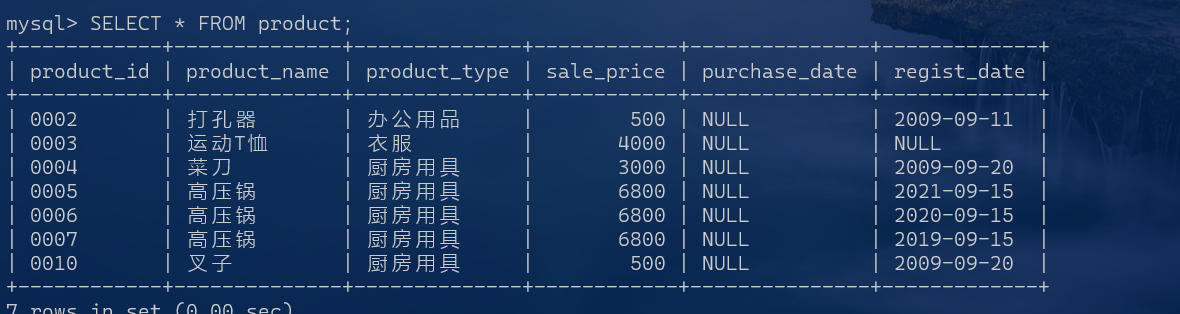 mysql> SELECT * FROM product;
+------------+--------------+--------------+------------+---------------+-------------+
| product_id | product_name | product_type | sale_price | purchase_date | regist_date |
+------------+--------------+--------------+------------+---------------+-------------+
| 0002 | 打孔器 | 办公用品 | 500 | NULL | 2009-09-11 |
| 0003 | 运动T恤 | 衣服 | 4000 | NULL | NULL |
| 0004 | 菜刀 | 厨房用具 | 3000 | NULL | 2009-09-20 |
| 0005 | 高压锅 | 厨房用具 | 6800 | NULL | 2021-09-15 |
| 0006 | 高压锅 | 厨房用具 | 6800 | NULL | 2020-09-15 |
| 0007 | 高压锅 | 厨房用具 | 6800 | NULL | 2019-09-15 |
| 0010 | 叉子 | 厨房用具 | 500 | NULL | 2009-09-20 |
+------------+--------------+--------------+------------+---------------+-------------+
7 rows in set (0.00 sec)